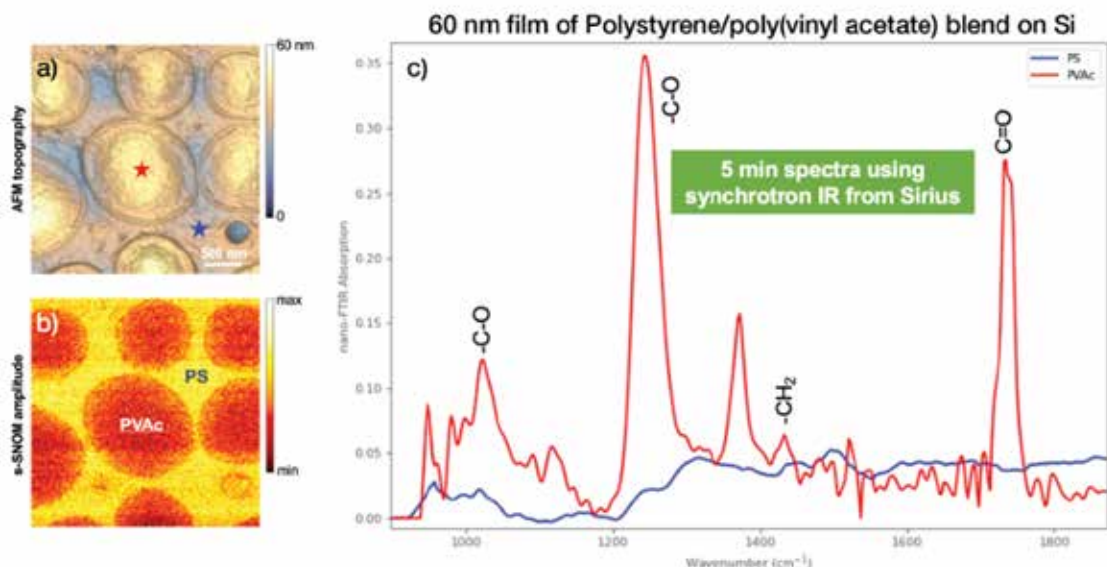 60 nm film of Polystyrene/poly(vinyl acetate) blend on Si
a)
60 nm
0
AFM topography
500 nm
b)
max
min
s-SNOM amplitude
PS
PVAc
c)
PS
PVAc
-C-O
-C-O
-CH₂
C=O
5 min spectra using
synchrotron IR from Sirius
nano-FTIR Absorption
0.35
0.30
0.25
0.20
0.15
0.10
0.05
0.00
1000 1200 1400 1600 1800
Wavenumber (cm⁻¹)